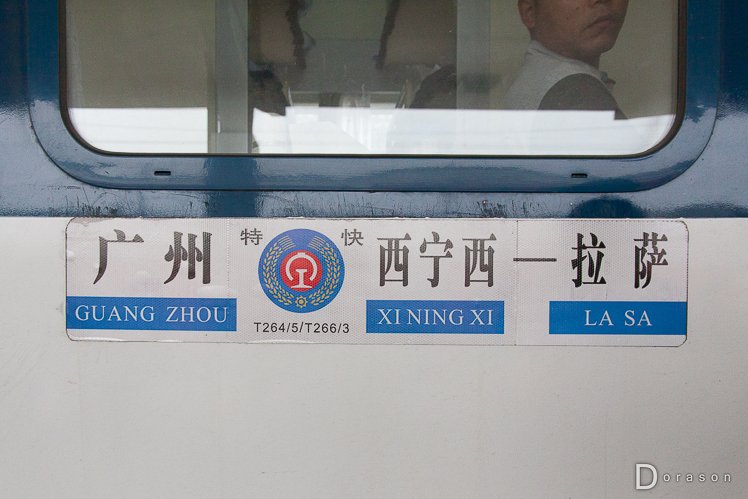 广州 特快 西宁西—拉萨
GUANG ZHOU T264/5/T266/3 XI NING XI LA SA
Dorason